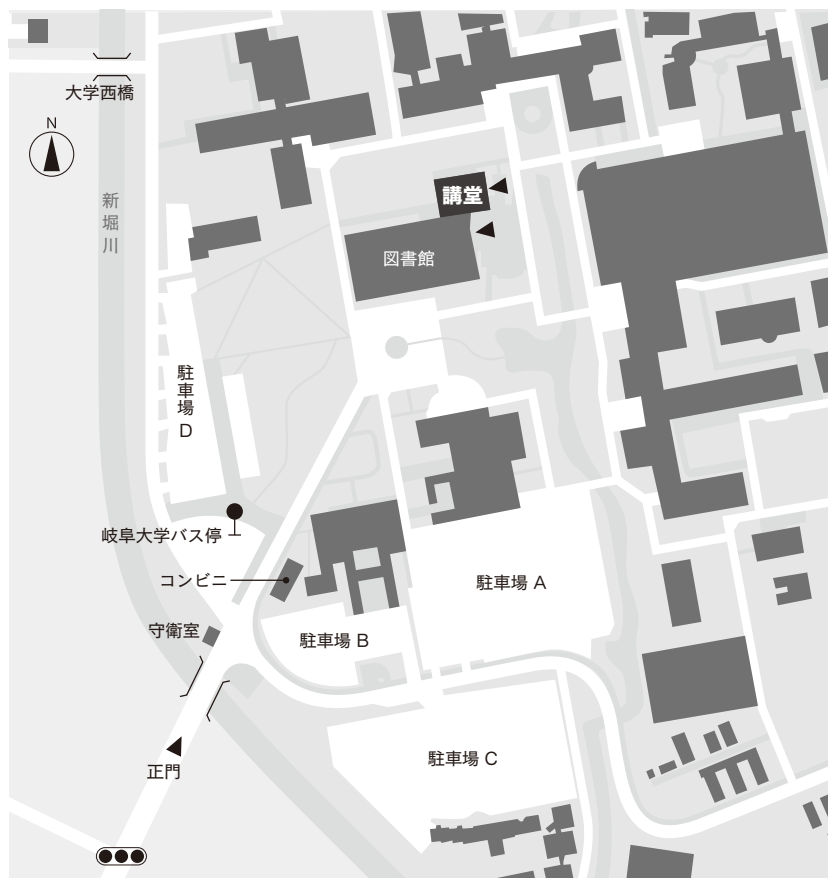 大学西橋
N
新堀川
講堂
図書館
駐車場 D
岐阜大学バス停
コンビニ
駐車場 A
守衛室
駐車場 B
正門
駐車場 C